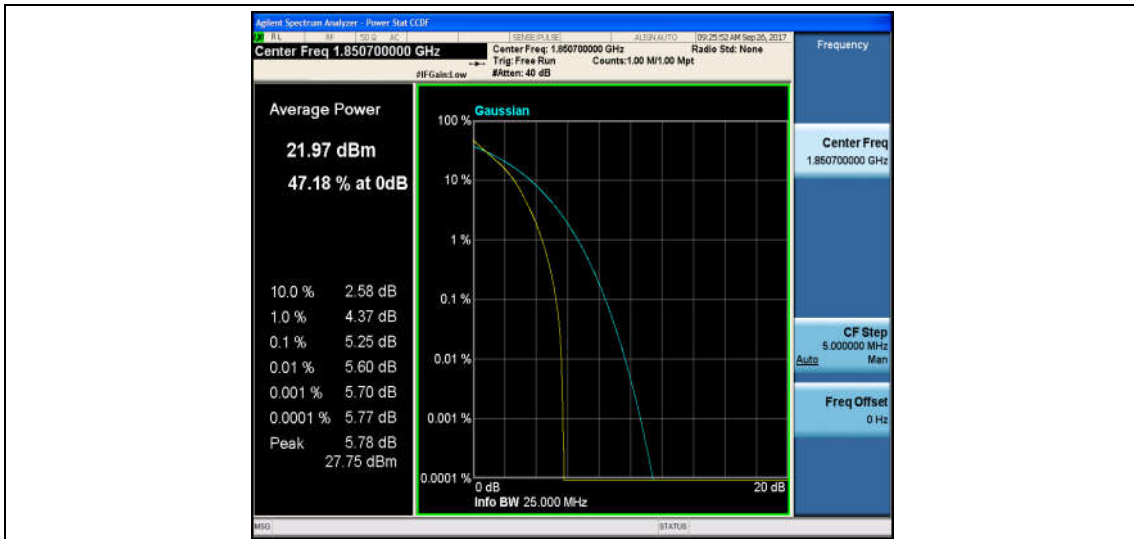 Agilent Spectrum Analyzer - Power Stat CCDF
RL RF 50 Ω AC SENSE:PULSE ALIGN AUTO 09:25:52 AM Sep 26, 2017
Center Freq 1.850700000 GHz
Center Freq: 1.850700000 GHz Radio Std: None
Trig: Free Run Counts:1.00 M/1.00 Mpt
#IFGain:Low #Atten: 40 dB
Frequency
Average Power
21.97 dBm
47.18 % at 0dB
10.0 % 2.58 dB
1.0 % 4.37 dB
0.1 % 5.25 dB
0.01 % 5.60 dB
0.001 % 5.70 dB
0.0001 % 5.77 dB
Peak 5.78 dB
27.75 dBm
Gaussian
100 %
10 %
1 %
0.1 %
0.01 %
0.001 %
0.0001 %
0 dB 20 dB
Info BW 25.000 MHz
Center Freq
1.850700000 GHz
CF Step
5.000000 MHz
Auto Man
Freq Offset
0 Hz
MSG STATUS